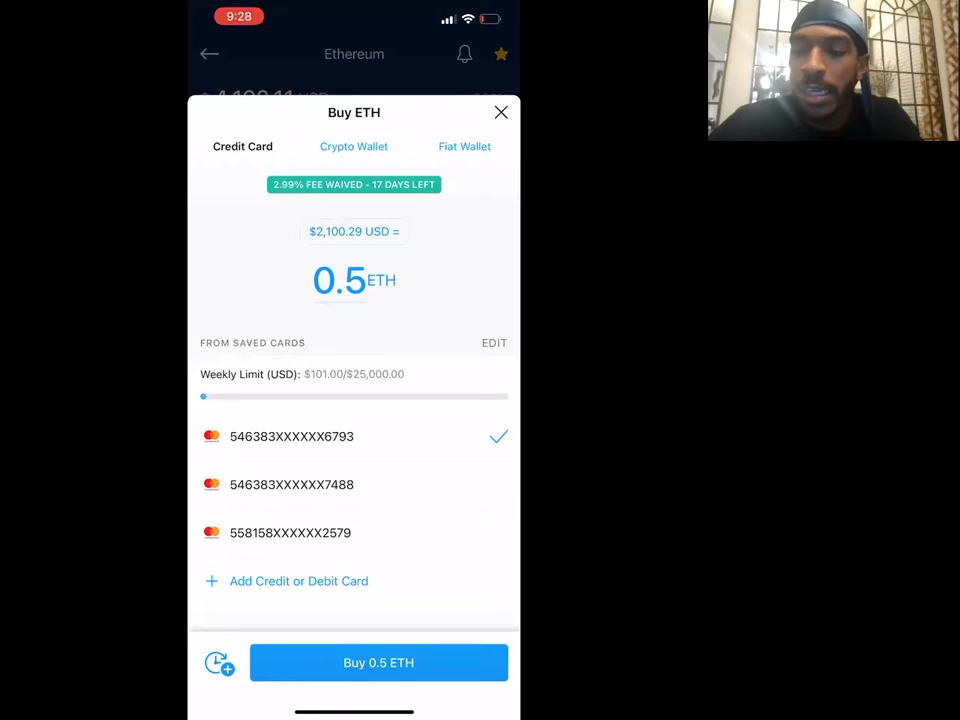 9:28
Ethereum
Buy ETH
Credit Card
Crypto Wallet
Fiat Wallet
2.99% FEE WAIVED - 17 DAYS LEFT
$2,100.29 USD =
0.5 ETH
FROM SAVED CARDS
EDIT
Weekly Limit (USD): $101.00/$25,000.00
546383XXXXXX6793
546383XXXXXX7488
558158XXXXXX2579
+ Add Credit or Debit Card
Buy 0.5 ETH